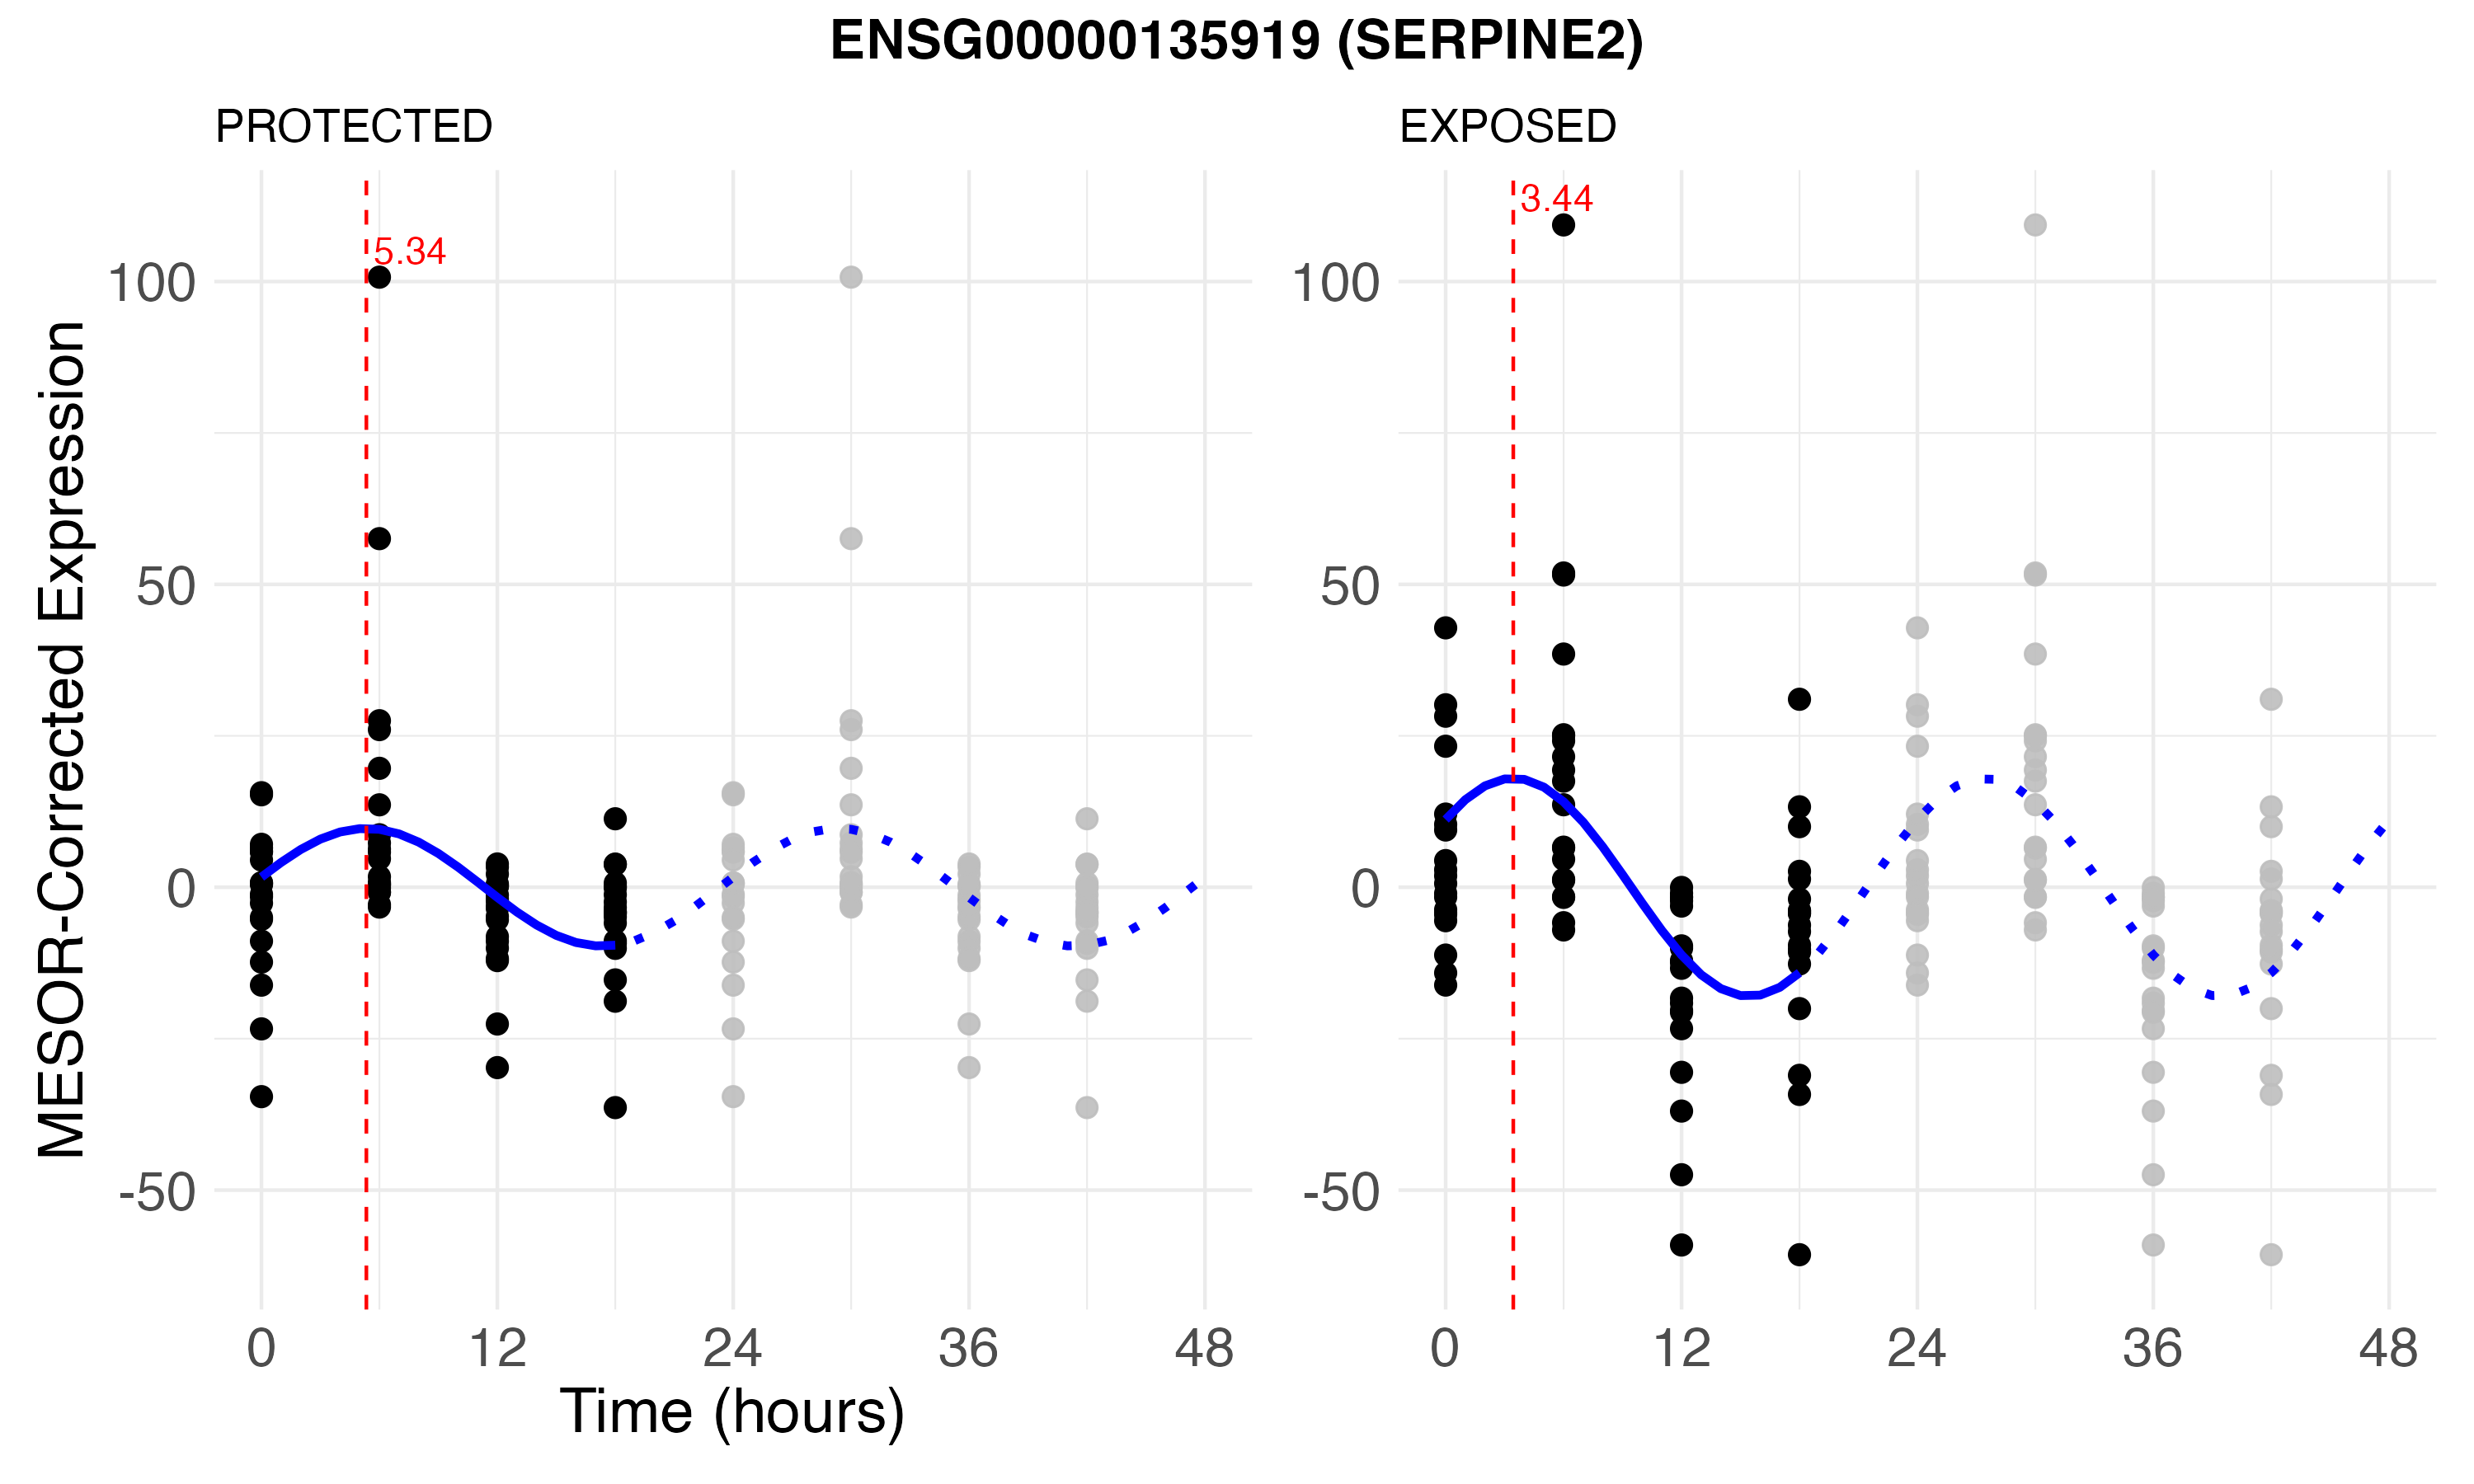 ENSG00000135919 (SERPINE2)
PROTECTED
EXPOSED
MESOR-Corrected Expression
100
50
0
-50
5.34
0 12 24 36 48
Time (hours)
100
50
0
-50
3.44
0 12 24 36 48